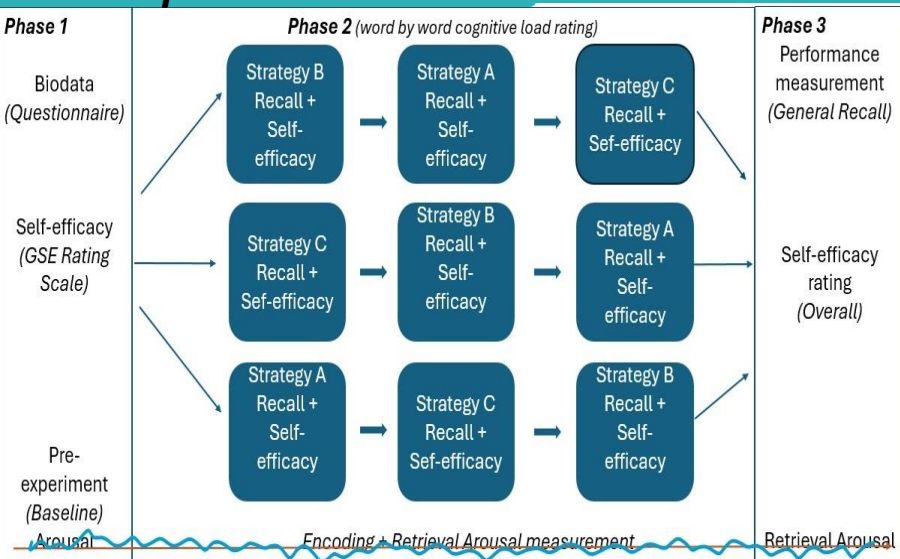 Phase 1
Biodata
(Questionnaire)
Self-efficacy
(GSE Rating
Scale)
Pre-
experiment
(Baseline)
Arousal
Phase 2 (word by word cognitive load rating)
Strategy B
Recall +
Self-
efficacy
Strategy A
Recall +
Self-
efficacy
Strategy C
Recall +
Sef-efficacy
Strategy C
Recall +
Sef-efficacy
Strategy B
Recall +
Self-
efficacy
Strategy A
Recall +
Self-
efficacy
Strategy A
Recall +
Self-
efficacy
Strategy C
Recall +
Sef-efficacy
Strategy B
Recall +
Self-
efficacy
Encoding + Retrieval Arousal measurement
Phase 3
Performance
measurement
(General Recall)
Self-efficacy
rating
(Overall)
Retrieval Arousal